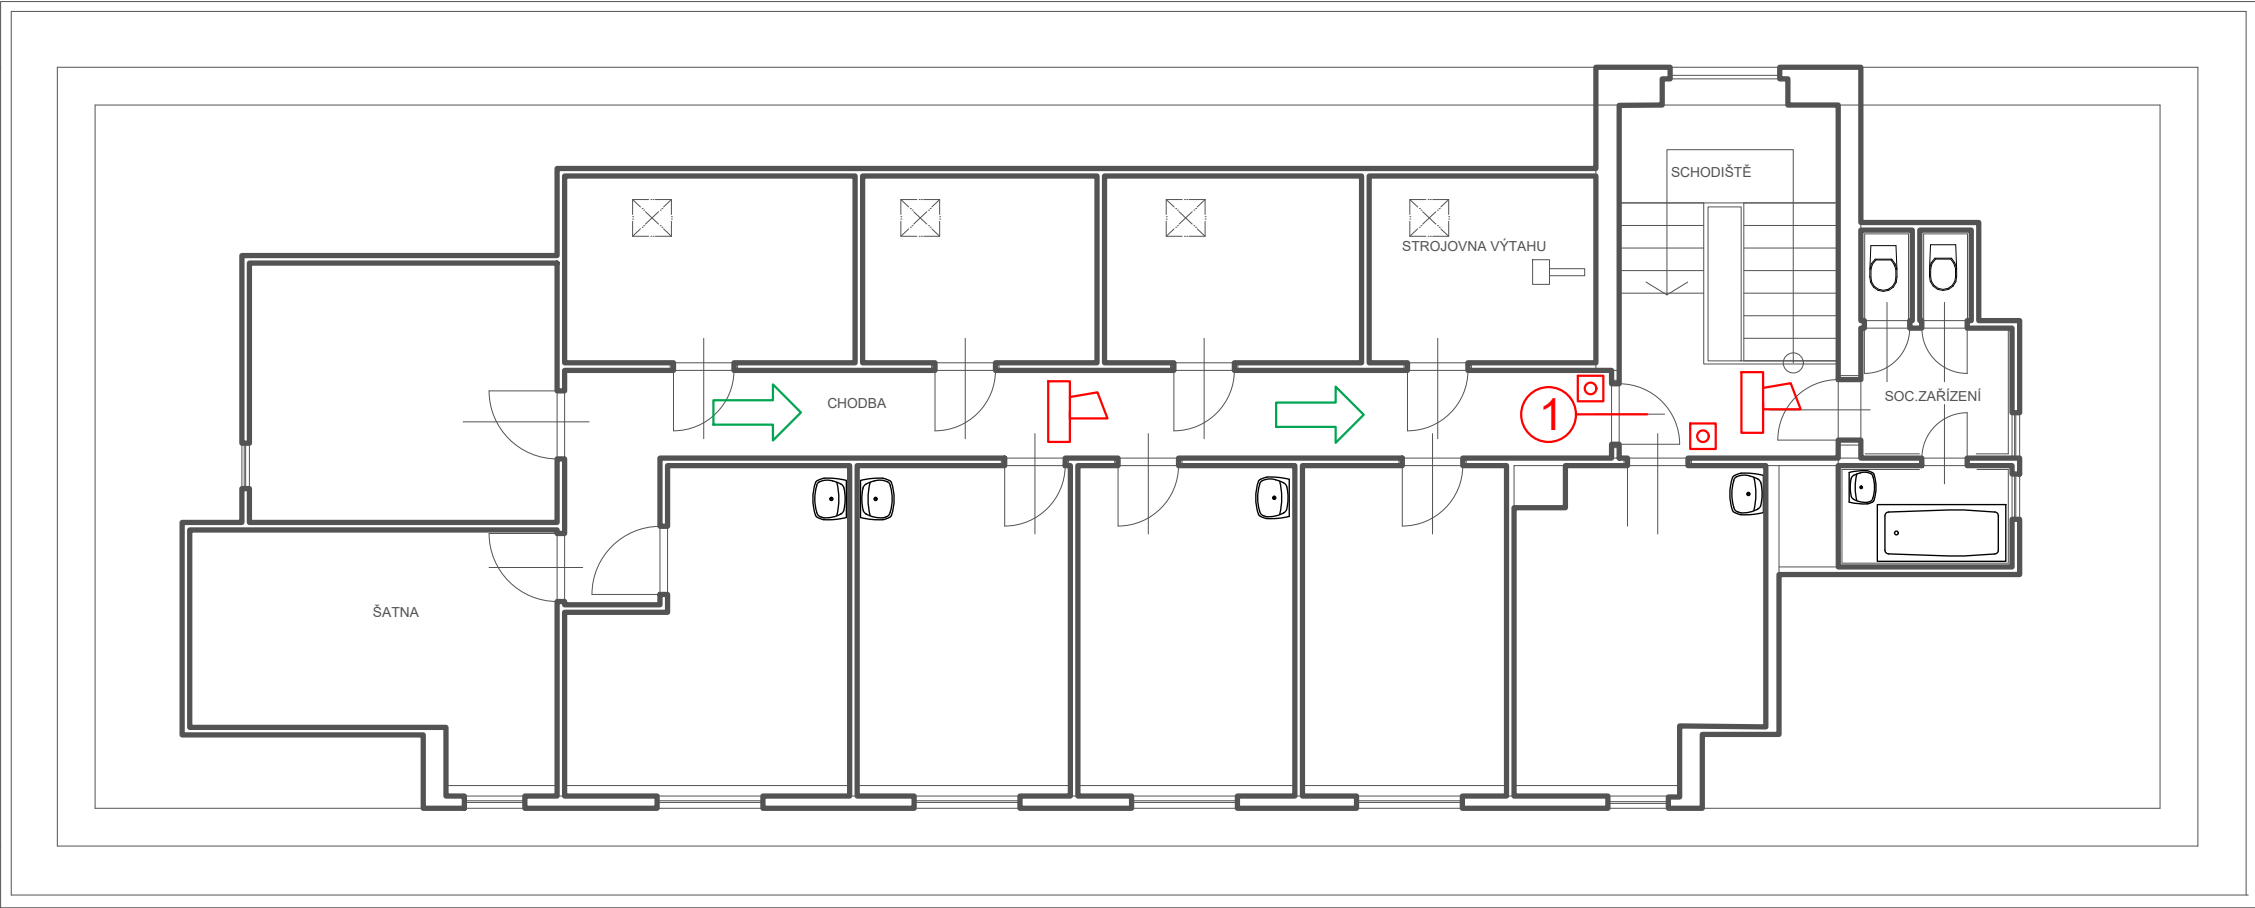 SCHODIŠTĚ
STROJOVNA VÝTAHU
CHODBA
1
SOC.ZAŘÍZENÍ
ŠATNA